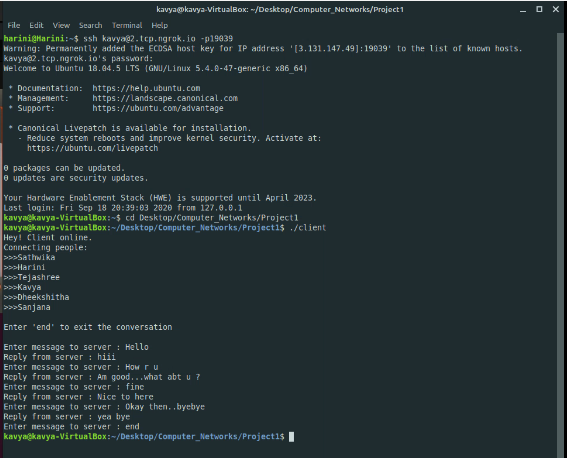 kavya@kavya-VirtualBox: ~/Desktop/Computer_Networks/Project1
File Edit View Search Terminal Help
harini@Harini:~$ ssh kavya@2.tcp.ngrok.io -p19039
Warning: Permanently added the ECDSA host key for IP address '[3.131.147.49]:19039' to the list of known hosts.
kavya@2.tcp.ngrok.io's password:
Welcome to Ubuntu 18.04.5 LTS (GNU/Linux 5.4.0-47-generic x86_64)
* Documentation: https://help.ubuntu.com
* Management: https://landscape.canonical.com
* Support: https://ubuntu.com/advantage
* Canonical Livepatch is available for installation.
- Reduce system reboots and improve kernel security. Activate at:
https://ubuntu.com/livepatch
0 packages can be updated.
0 updates are security updates.
Your Hardware Enablement Stack (HWE) is supported until April 2023.
Last login: Fri Sep 18 20:39:03 2020 from 127.0.0.1
kavya@kavya-VirtualBox:~$ cd Desktop/Computer_Networks/Project1
kavya@kavya-VirtualBox:~/Desktop/Computer_Networks/Project1$ ./client
Hey! Client online.
Connecting people:
>>>Sathwika
>>>Harini
>>>Tejashree
>>>Kavya
>>>Dheekshitha
>>>Sanjana
Enter 'end' to exit the conversation
Enter message to server : Hello
Reply from server : hiii
Enter message to server : How r u
Reply from server : Am good...what abt u ?
Enter message to server : fine
Reply from server : Nice to here
Enter message to server : Okay then..byebye
Reply from server : yea bye
Enter message to server : end
kavya@kavya-VirtualBox:~/Desktop/Computer_Networks/Project1$